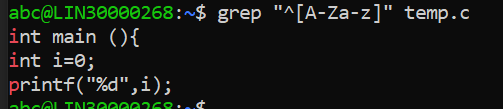 abc@LIN30000268:~$ grep "^[A-Za-z]" temp.c
int main (){
int i=0;
printf("%d",i);
abc@LIN30000268:~$